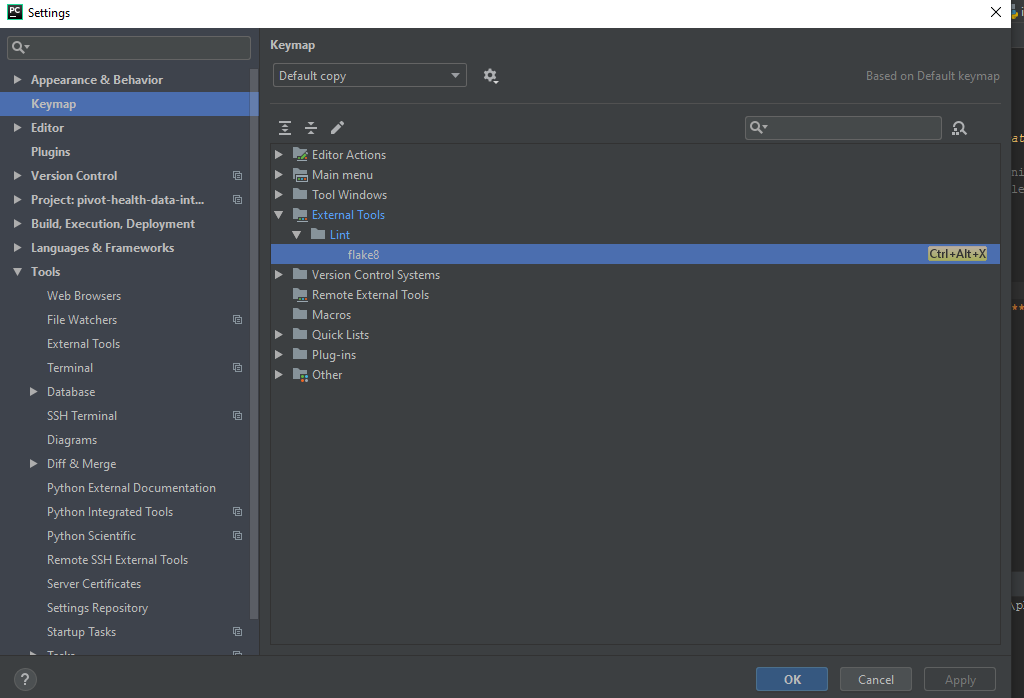 PC Settings
Keymap
Default copy
Based on Default keymap
Appearance & Behavior
Keymap
Editor
Plugins
Version Control
Project: pivot-health-data-int...
Build, Execution, Deployment
Languages & Frameworks
Tools
Web Browsers
File Watchers
External Tools
Terminal
Database
SSH Terminal
Diagrams
Diff & Merge
Python External Documentation
Python Integrated Tools
Python Scientific
Remote SSH External Tools
Server Certificates
Settings Repository
Startup Tasks
Editor Actions
Main menu
Tool Windows
External Tools
Lint
flake8 Ctrl+Alt+X
Version Control Systems
Remote External Tools
Macros
Quick Lists
Plug-ins
Other
?
OK
Cancel
Apply